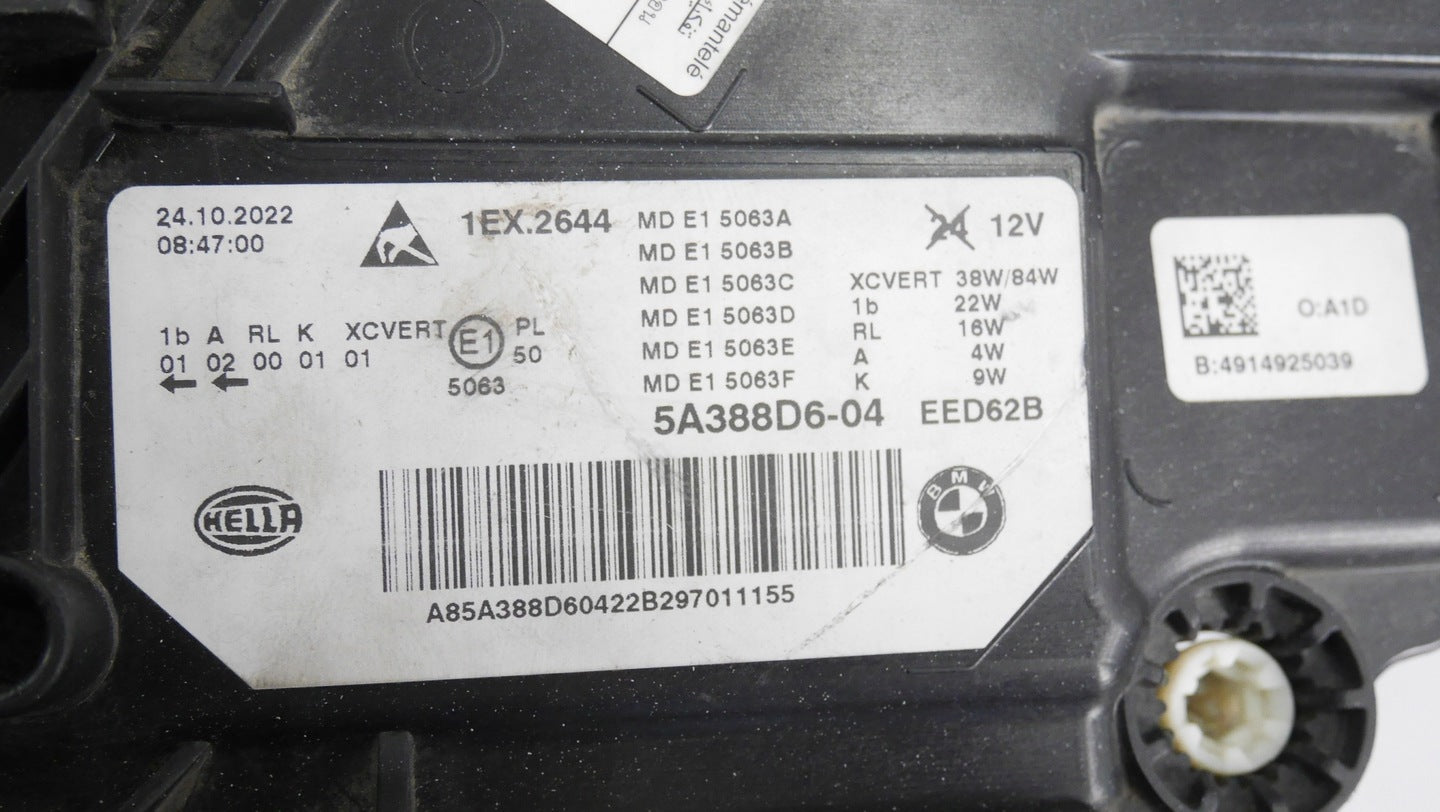 émantelé
24.10.2022
08:47:00
1EX.2644
MD E1 5063A
MD E1 5063B
MD E1 5063C
MD E1 5063D
MD E1 5063E
MD E1 5063F
24 12V
XCVERT 38W/84W
1b 22W
RL 16W
A 4W
K 9W
1b A RL K XCVERT
01 02 00 01 01
E1
PL
50
5063
5A388D6-04 EED62B
HELLA
BMW
A85A388D60422B297011155
O:A1D
B:4914925039